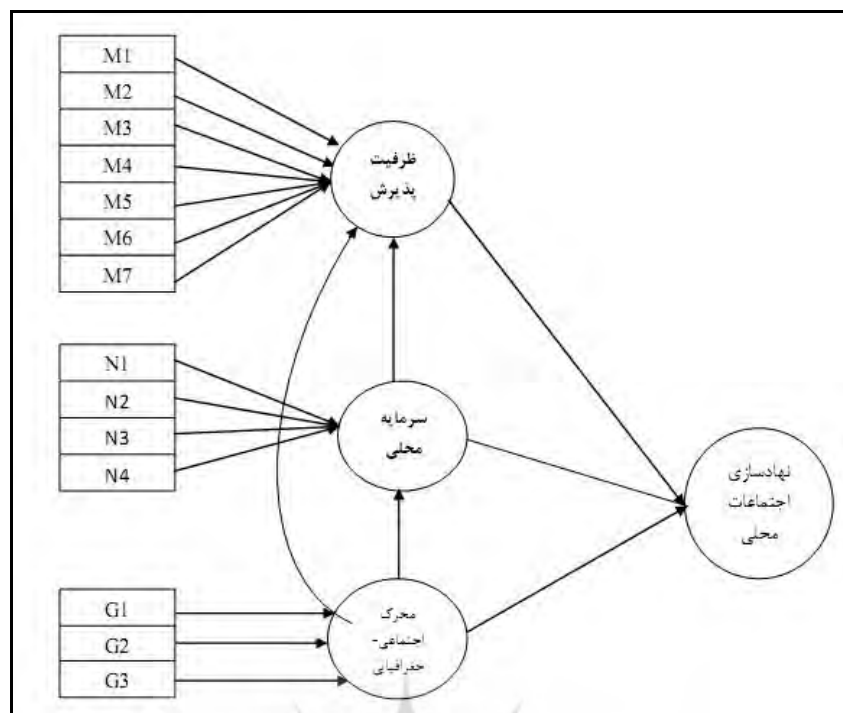 M1
M2
M3
M4
M5
M6
M7
ظرفیت
پذیرش
N1
N2
N3
N4
سرمایه
محلی
نهادسازی
اجتماعات
محلی
G1
G2
G3
محرک
اجتماعی-
جغرافیایی